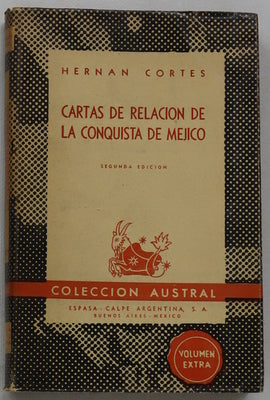 HERNAN CORTES
CARTAS DE RELACION DE
LA CONQUISTA DE MEJICO
SEGUNDA EDICION
COLECCION AUSTRAL
ESPASA - CALPE ARGENTINA, S. A.
BUENOS AIRES - MEXICO
VOLUMEN
EXTRA